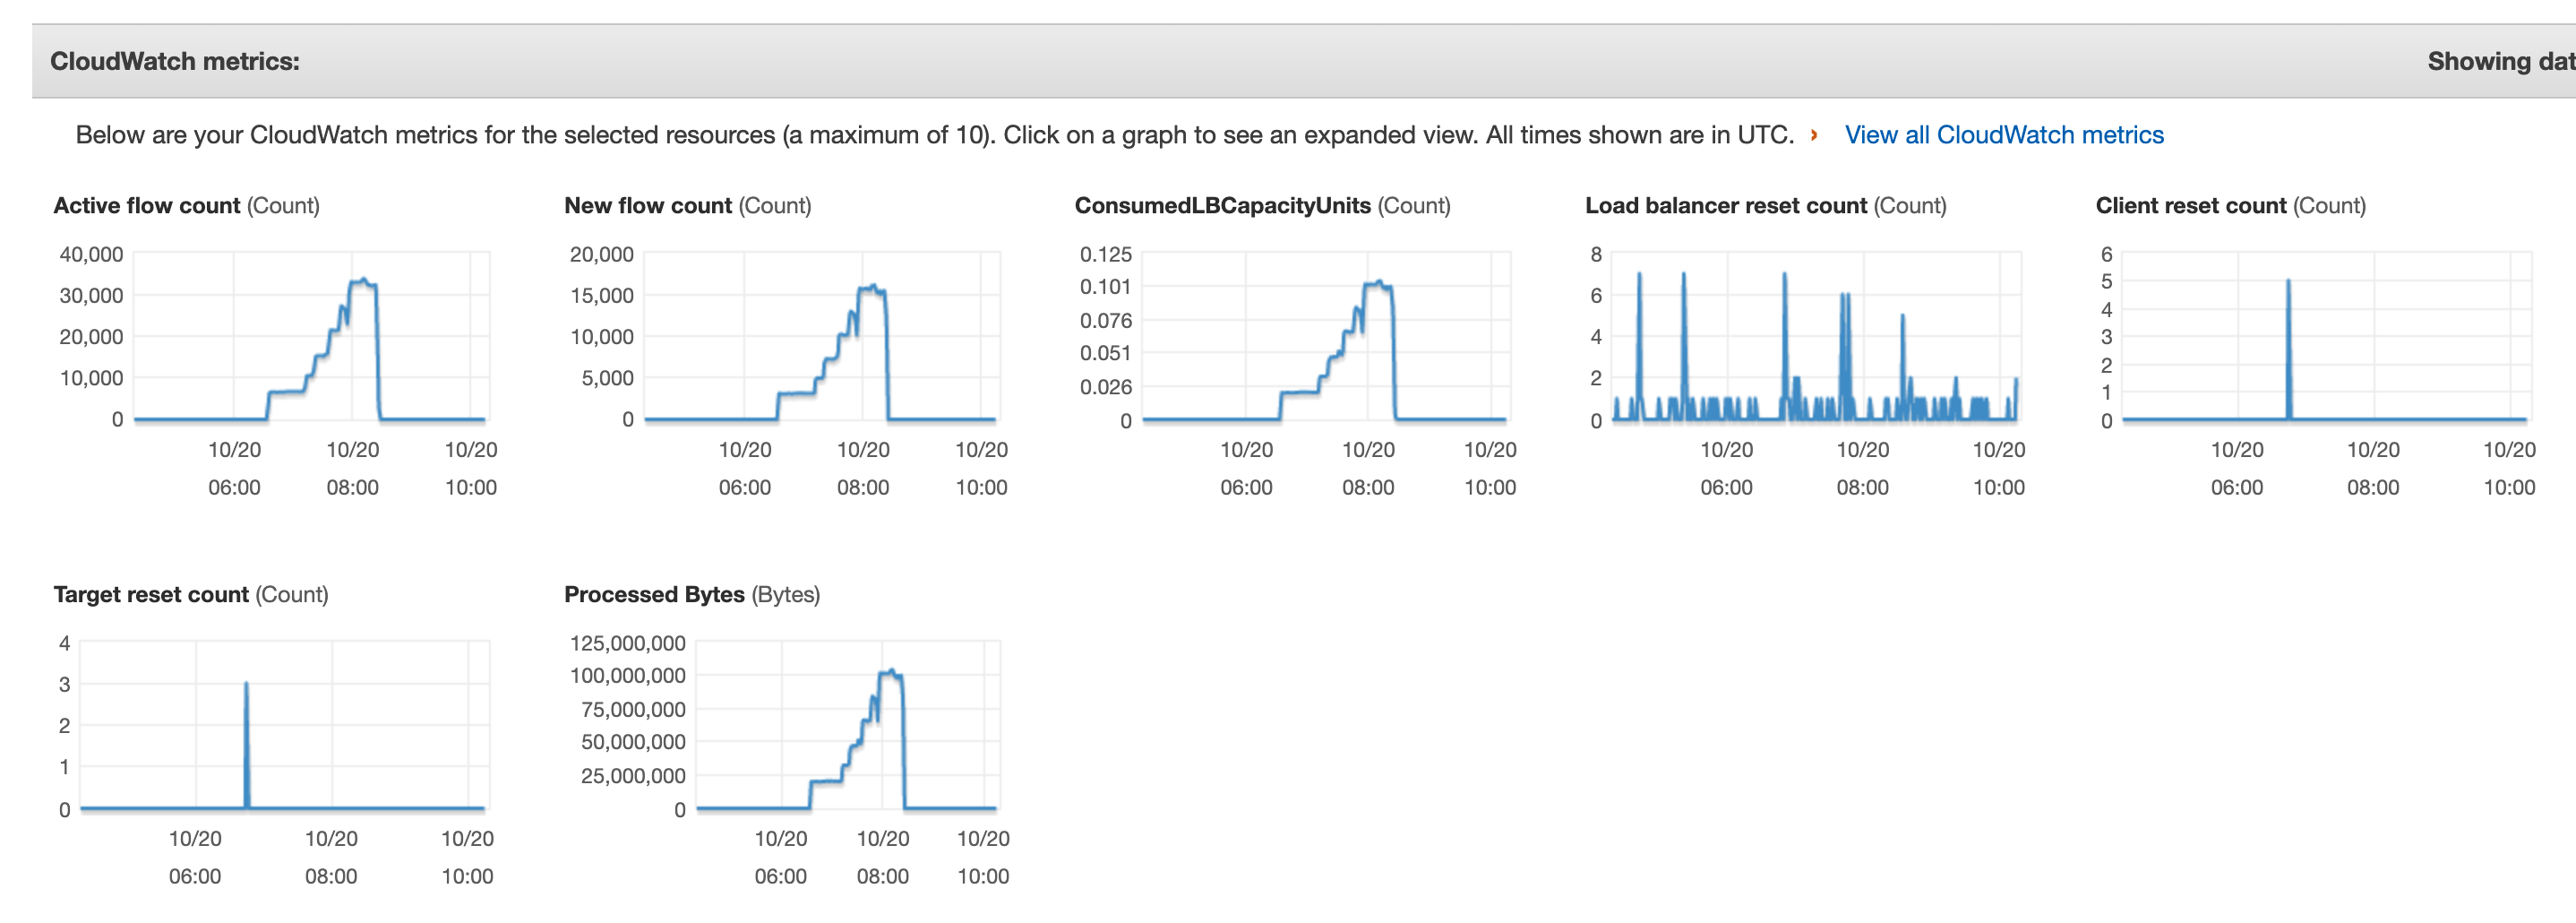 CloudWatch metrics:
Showing dat
Below are your CloudWatch metrics for the selected resources (a maximum of 10). Click on a graph to see an expanded view. All times shown are in UTC. › View all CloudWatch metrics
Active flow count (Count)
40,000
30,000
20,000
10,000
0
10/20 10/20 10/20
06:00 08:00 10:00
New flow count (Count)
20,000
15,000
10,000
5,000
0
10/20 10/20 10/20
06:00 08:00 10:00
ConsumedLBCapacityUnits (Count)
0.125
0.101
0.076
0.051
0.026
0
10/20 10/20 10/20
06:00 08:00 10:00
Load balancer reset count (Count)
8
6
4
2
0
10/20 10/20 10/20
06:00 08:00 10:00
Client reset count (Count)
6
5
4
3
2
1
0
10/20 10/20 10/20
06:00 08:00 10:00
Target reset count (Count)
4
3
2
1
0
10/20 10/20 10/20
06:00 08:00 10:00
Processed Bytes (Bytes)
125,000,000
100,000,000
75,000,000
50,000,000
25,000,000
0
10/20 10/20 10/20
06:00 08:00 10:00